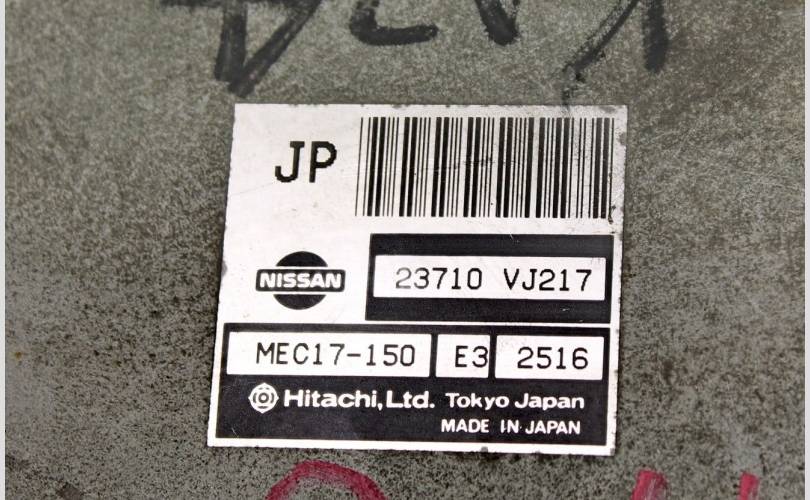 JP
NISSAN
23710 VJ217
MEC17-150 E3 2516
Hitachi, Ltd. Tokyo Japan
MADE IN JAPAN